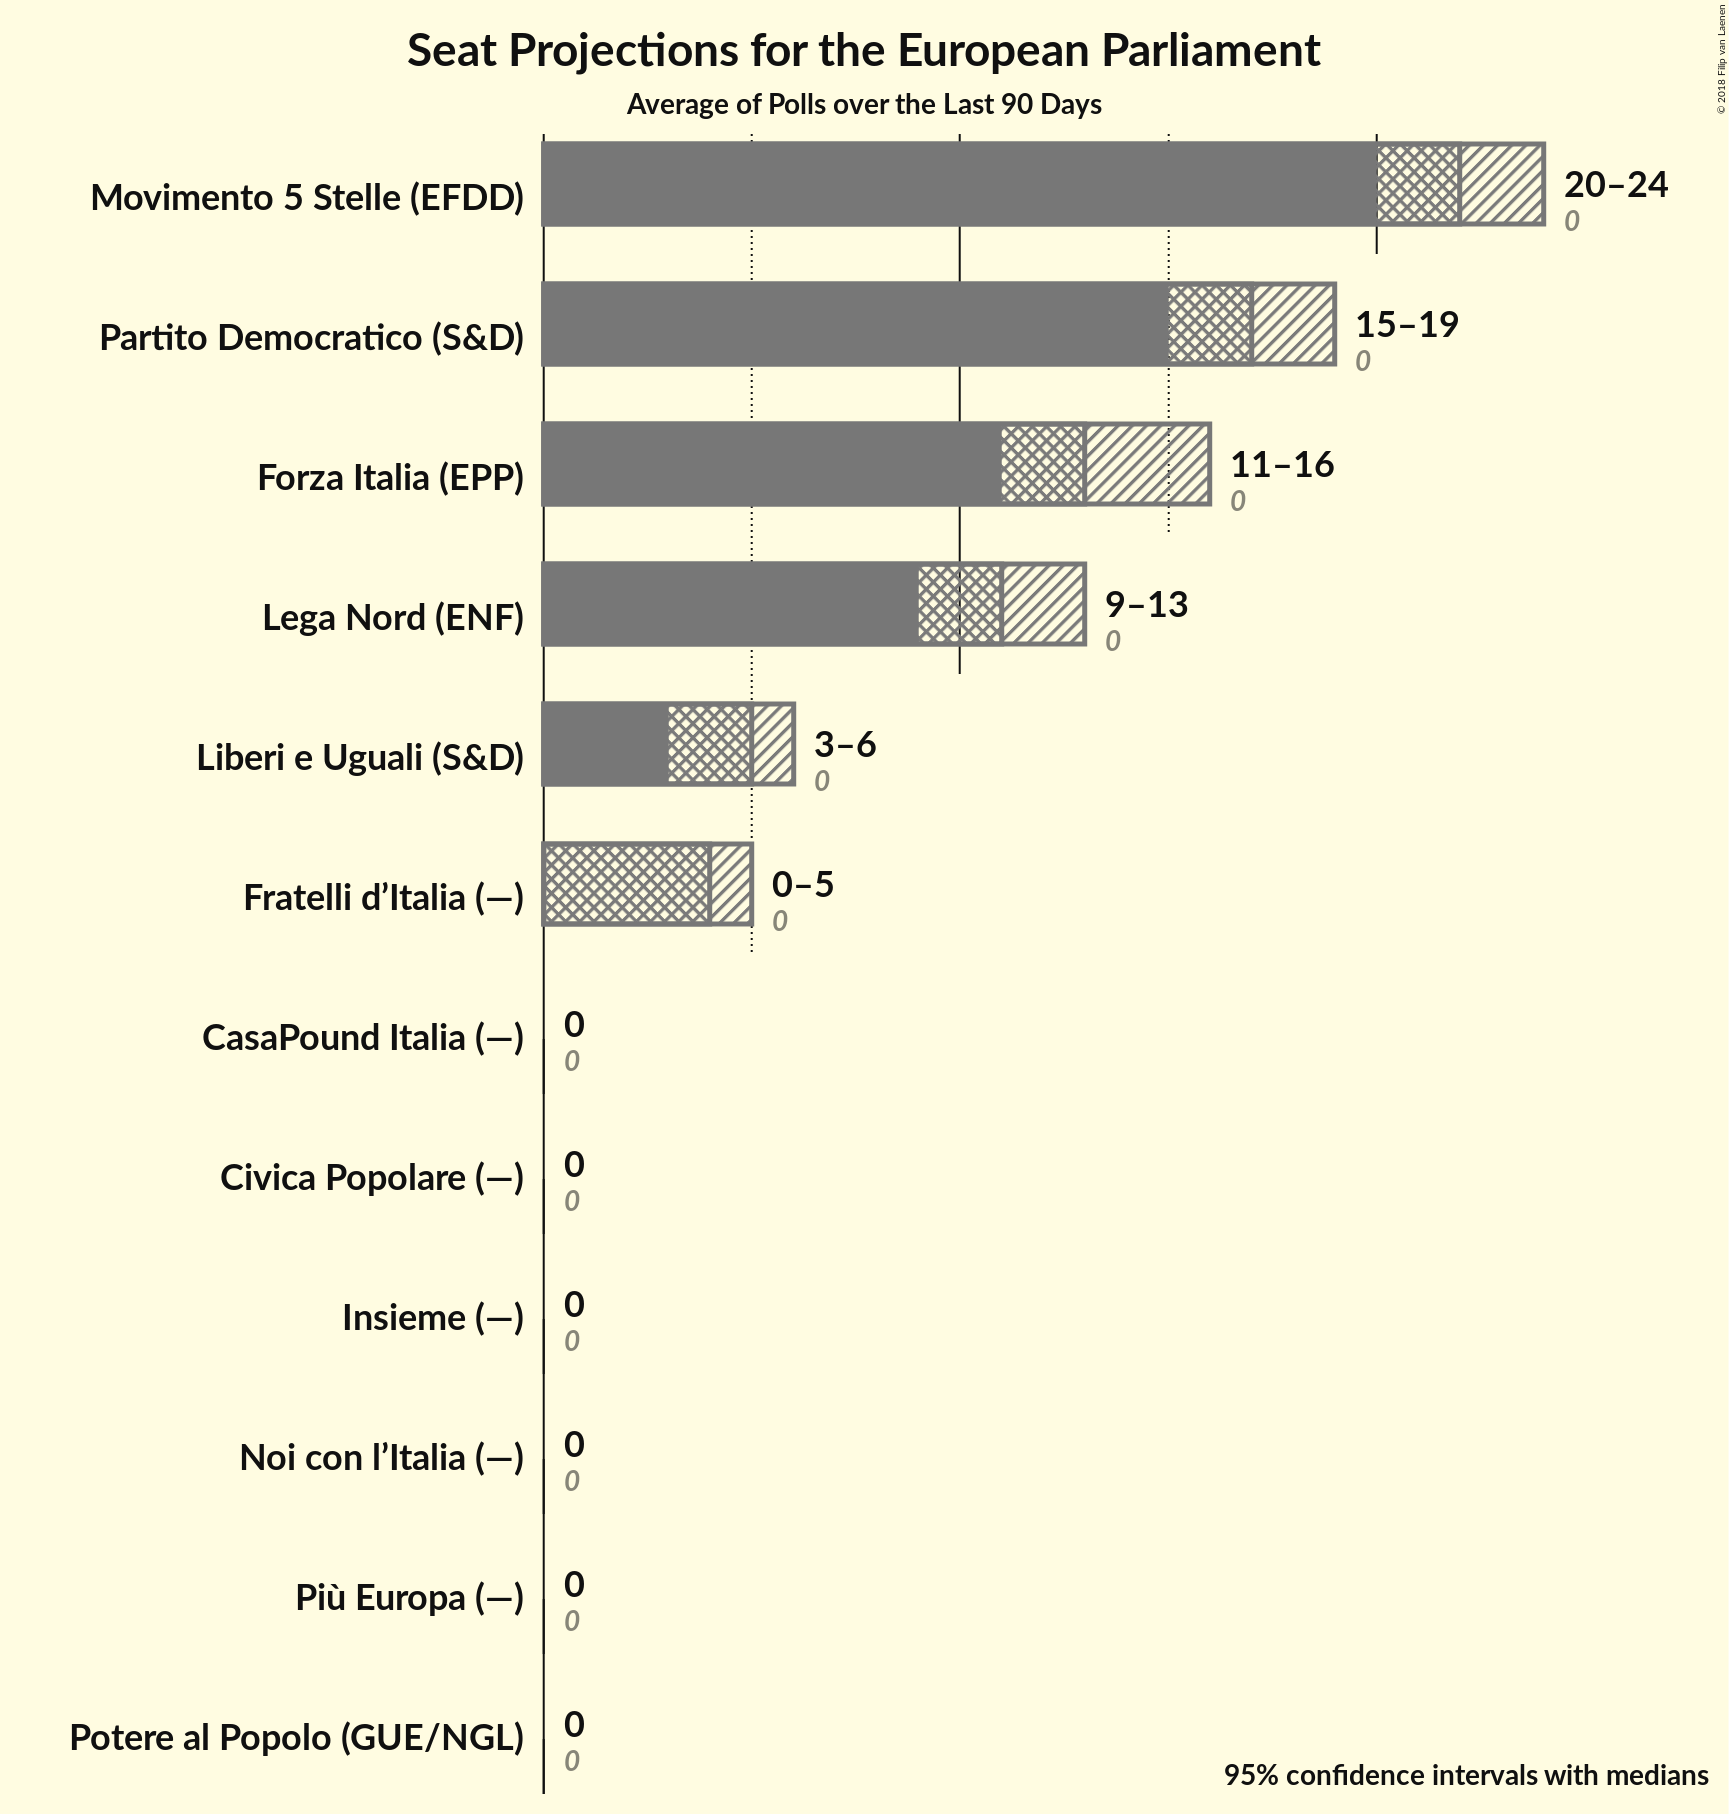 Seat Projections for the European Parliament
Average of Polls over the Last 90 Days
© 2018 Filip van Laenen
Movimento 5 Stelle (EFDD)
20–24
0
Partito Democratico (S&D)
15–19
0
Forza Italia (EPP)
11–16
0
Lega Nord (ENF)
9–13
0
Liberi e Uguali (S&D)
3–6
0
Fratelli d’Italia (—)
0–5
0
CasaPound Italia (—)
0
0
Civica Popolare (—)
0
0
Insieme (—)
0
0
Noi con l’Italia (—)
0
0
Più Europa (—)
0
0
Potere al Popolo (GUE/NGL)
0
0
95% confidence intervals with medians